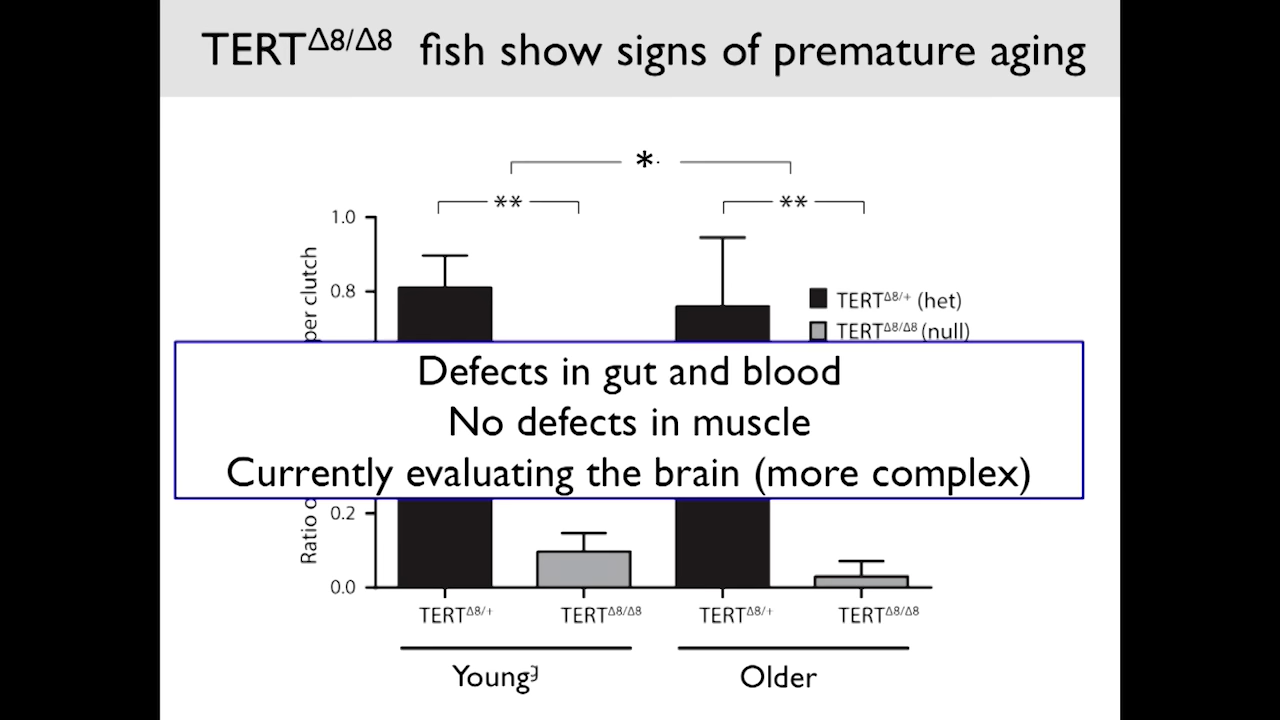 TERTΔ8/Δ8 fish show signs of premature aging
*
** **
1.0
0.8
0.2
0.0
per clutch
Ratio
TERTΔ8/+ (het)
TERTΔ8/Δ8 (null)
Defects in gut and blood
No defects in muscle
Currently evaluating the brain (more complex)
TERTΔ8/+ TERTΔ8/Δ8 TERTΔ8/+ TERTΔ8/Δ8
Young Older